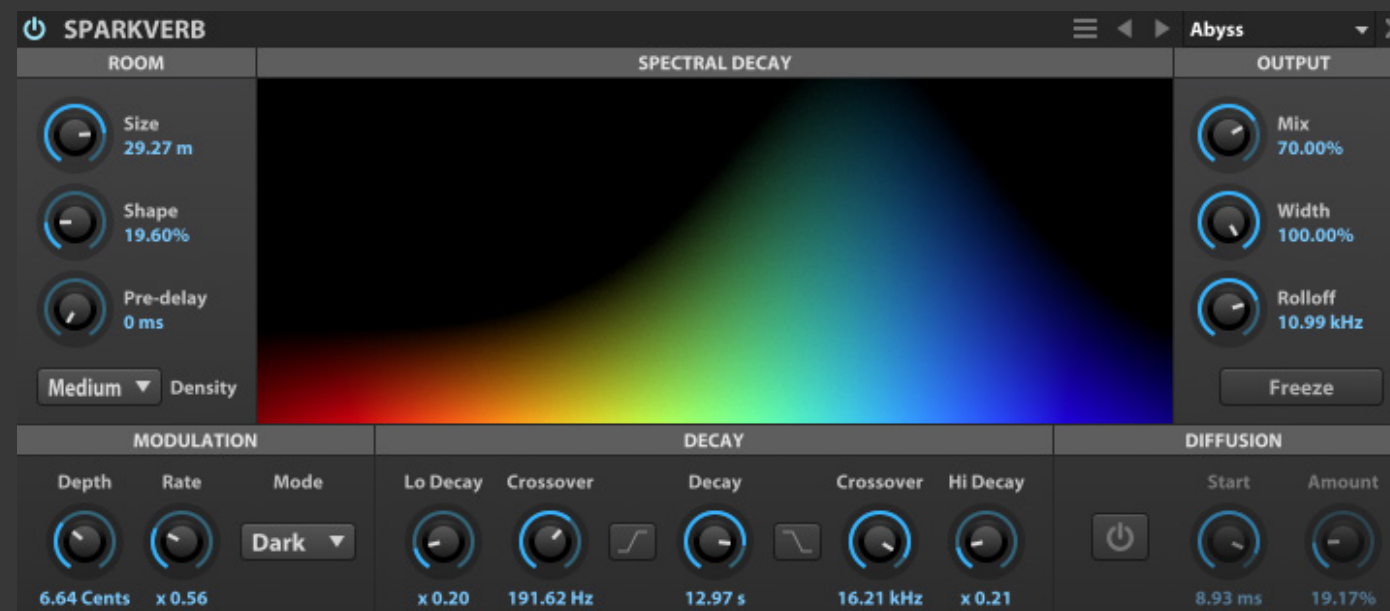 SPARKVERB
Abyss
ROOM
SPECTRAL DECAY
OUTPUT
Size
29.27 m
Shape
19.60%
Pre-delay
0 ms
Medium Density
Mix
70.00%
Width
100.00%
Rolloff
10.99 kHz
Freeze
MODULATION
DECAY
DIFFUSION
Depth Rate Mode
Lo Decay Crossover Decay Crossover Hi Decay
Start Amount
Dark
6.64 Cents x 0.56
x 0.20 191.62 Hz 12.97 s 16.21 kHz x 0.21
8.93 ms 19.17%